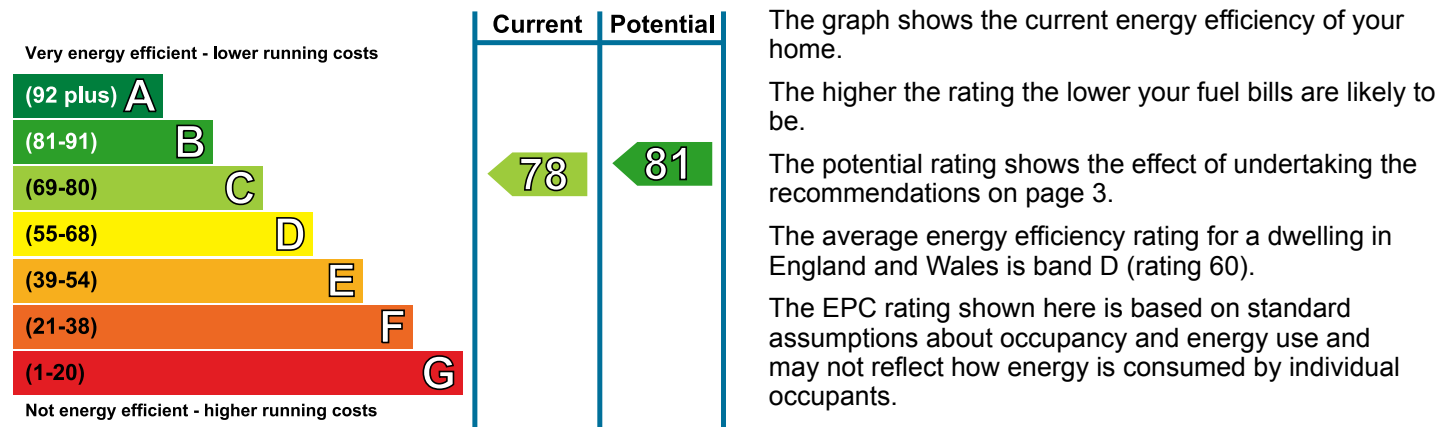 Current Potential
Very energy efficient - lower running costs
(92 plus) A
(81-91) B
(69-80) C
(55-68) D
(39-54) E
(21-38) F
(1-20) G
Not energy efficient - higher running costs
78
81
The graph shows the current energy efficiency of your
home.
The higher the rating the lower your fuel bills are likely to
be.
The potential rating shows the effect of undertaking the
recommendations on page 3.
The average energy efficiency rating for a dwelling in
England and Wales is band D (rating 60).
The EPC rating shown here is based on standard
assumptions about occupancy and energy use and
may not reflect how energy is consumed by individual
occupants.